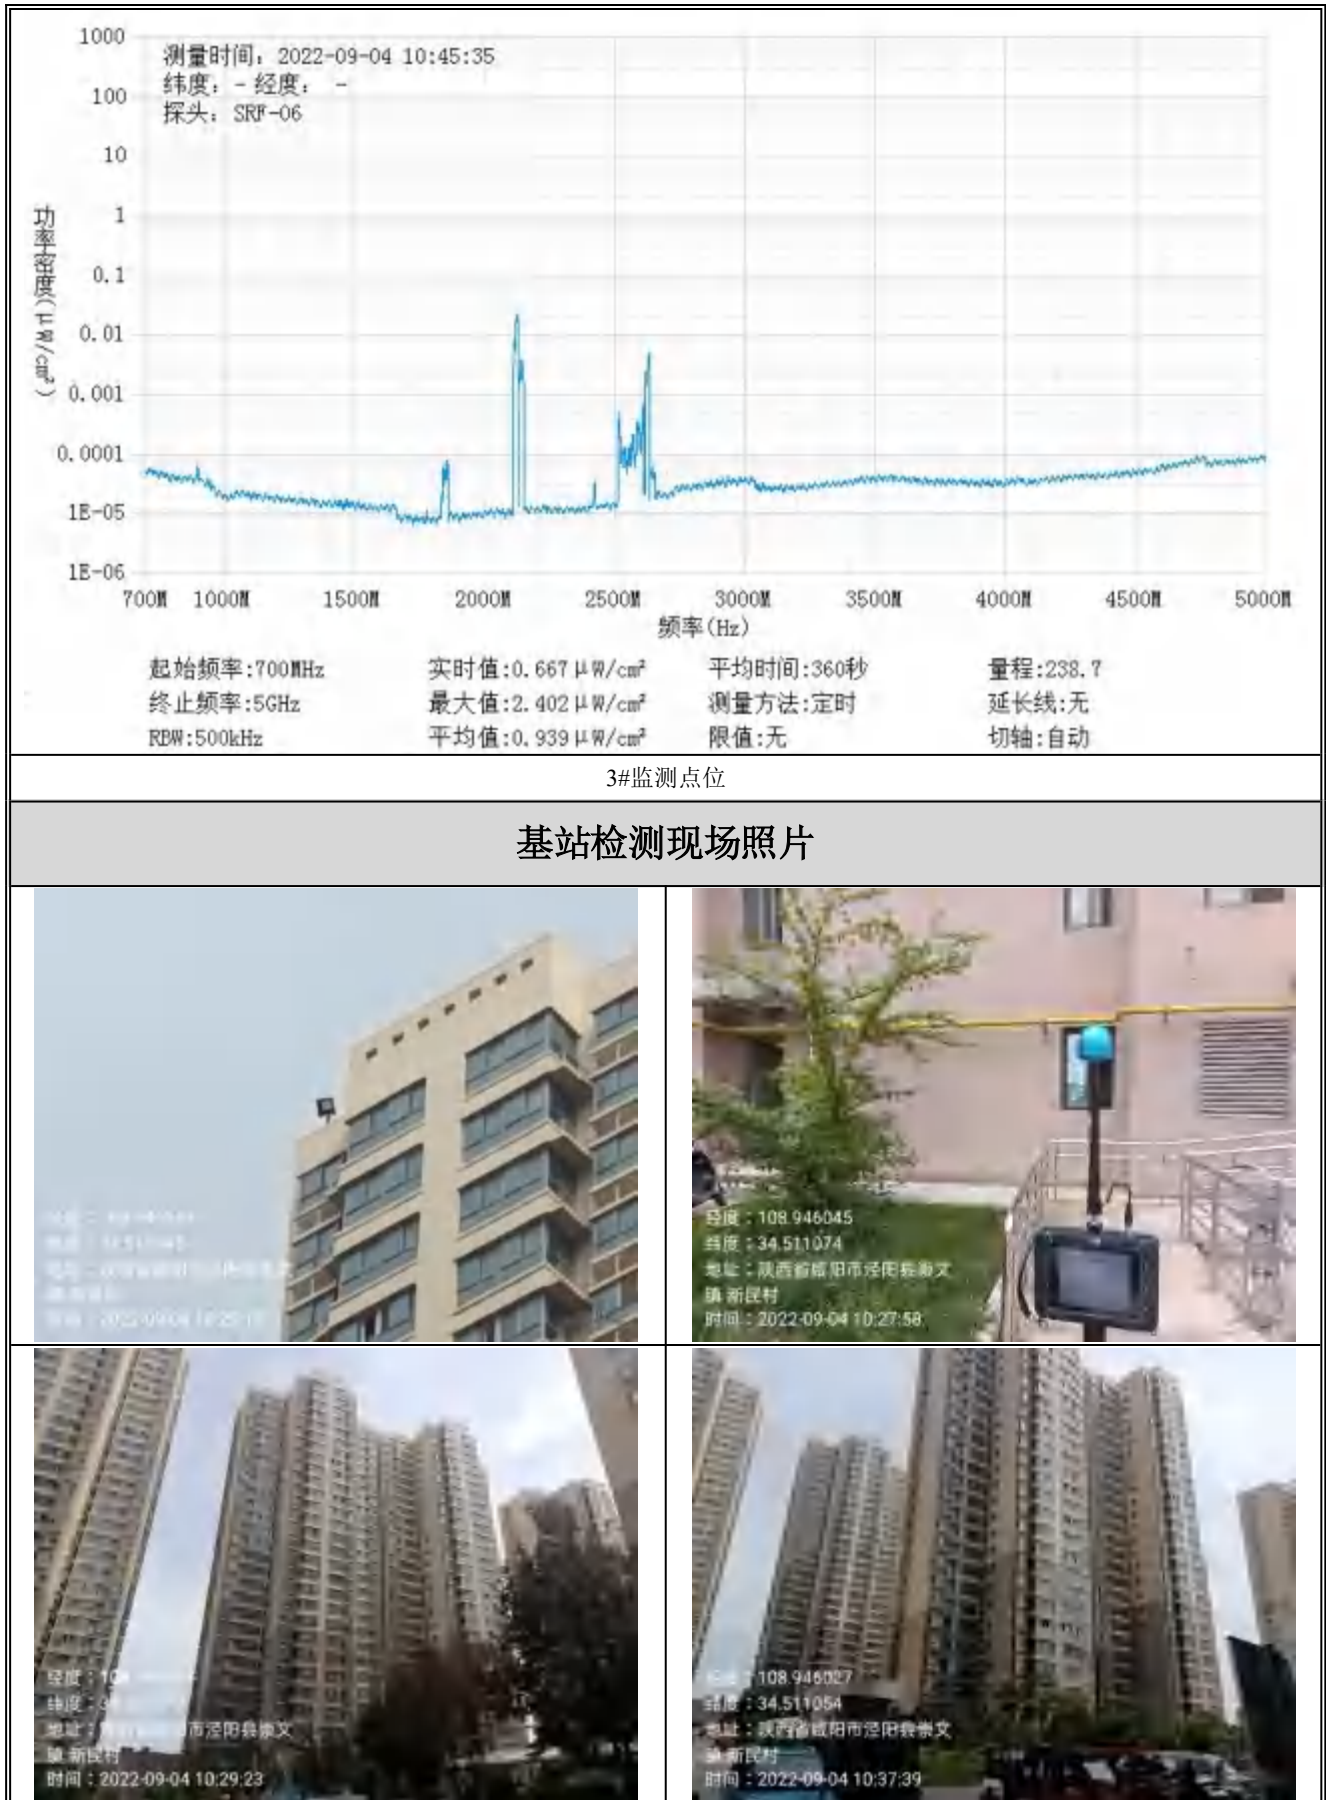 1000
100
10
1
0.1
0.01
0.001
0.0001
1E-05
1E-06
功率密度(μW/cm²)
测量时间：2022-09-04 10:45:35
纬度：- 经度： -
探头：SRF-06
700M 1000M 1500M 2000M 2500M 3000M 3500M 4000M 4500M 5000M
频率(Hz)
起始频率:700MHz 实时值:0.667μW/cm² 平均时间:360秒 量程:238.7
终止频率:5GHz 最大值:2.402μW/cm² 测量方法:定时 延长线:无
RBW:500kHz 平均值:0.939μW/cm² 限值:无 切轴:自动
3#监测点位
基站检测现场照片
2022-09-04
经度：108.946045
纬度：34.511074
地址：陕西省咸阳市泾阳县崇文
镇 新民村
时间：2022-09-04 10:27:58
经度：
纬度：
地址： 市泾阳县崇文
镇 新民村
时间：2022-09-04 10:29:23
经度：108.946027
纬度：34.511054
地址：陕西省咸阳市泾阳县崇文
镇 新民村
时间：2022-09-04 10:37:39